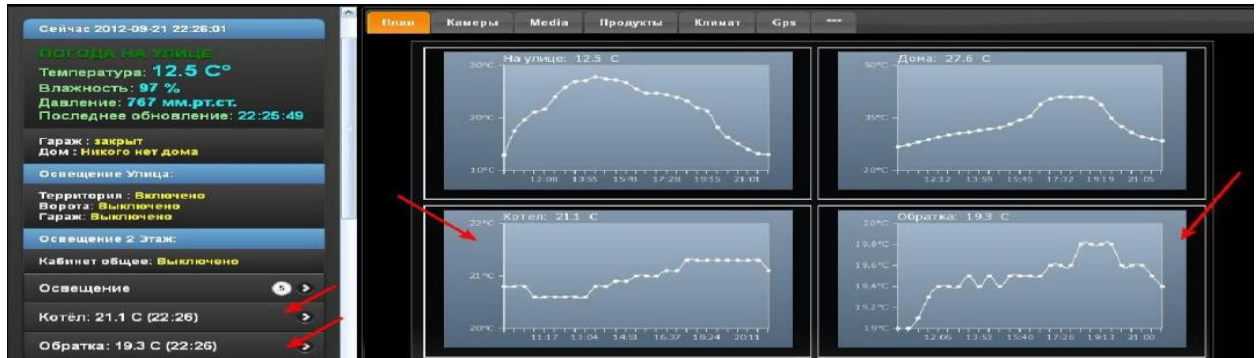 Сейчас 2012-09-21 22:26:01
ПОГОДА НА УЛИЦЕ
Температура: 12.5 C°
Влажность: 97 %
Давление: 767 мм.рт.ст.
Последнее обновление: 22:25:49
Гараж : закрыт
Дом : Никого нет дома
Освещение Улица:
Территория : Включено
Ворота: Выключено
Гараж: Выключено
Освещение 2 Этаж:
Кабинет общее: Выключено
Освещение 5
Котёл: 21.1 C (22:26)
Обратка: 19.3 C (22:26)
План Камеры Media Продукты Климат Gps ***
На улице: 12.5 C
30°C
20°C
10°C
12:08 13:55 15:41 17:28 19:15 21:01
Дома: 27.6 C
50°C
35°C
20°C
12:12 13:59 15:45 17:32 19:19 21:05
Котел: 21.1 C
22°C
21°C
20°C
11:17 13:04 14:51 16:37 18:24 20:11
Обратка: 19.3 C
20°C
19.8°C
19.6°C
19.4°C
19.2°C
19°C
12:06 13:53 15:40 17:26 19:13 21:00